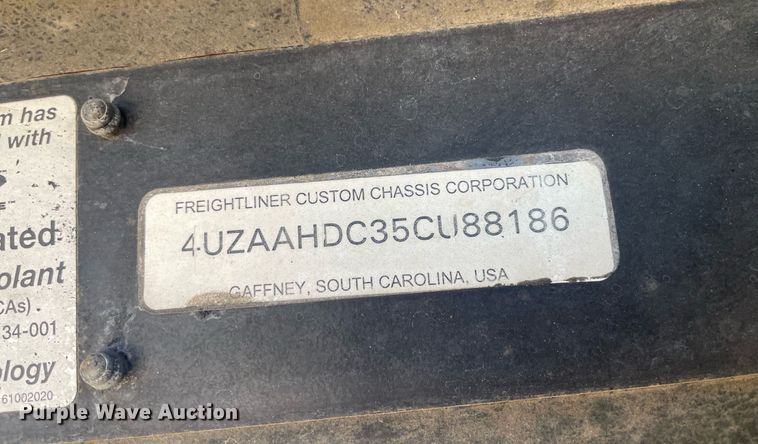 m has
d with
ated
olant
CAs)
34-001
ology
61002020
FREIGHTLINER CUSTOM CHASSIS CORPORATION
4UZAAHDC35CU88186
GAFFNEY, SOUTH CAROLINA, USA
Purple Wave Auction